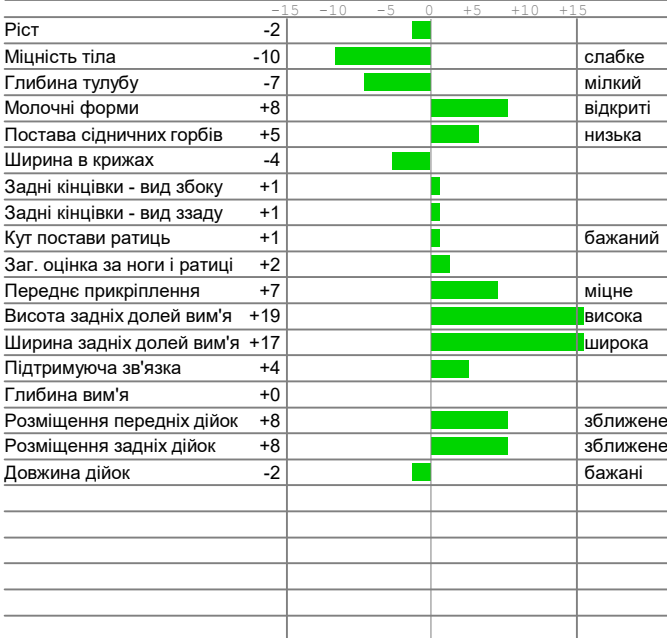 -15 -10 -5 0 +5 +10 +15
Ріст -2
Міцність тіла -10 слабке
Глибина тулубу -7 мілкий
Молочні форми +8 відкриті
Постава сідничних горбів +5 низька
Ширина в крижах -4
Задні кінцівки - вид збоку +1
Задні кінцівки - вид ззаду +1
Кут постави ратиць +1 бажаний
Заг. оцінка за ноги і ратиці +2
Переднє прикріплення +7 міцне
Висота задніх долей вим'я +19 висока
Ширина задніх долей вим'я +17 широка
Підтримуюча зв'язка +4
Глибина вим'я +0
Розміщення передніх дійок +8 зближене
Розміщення задніх дійок +8 зближене
Довжина дійок -2 бажані